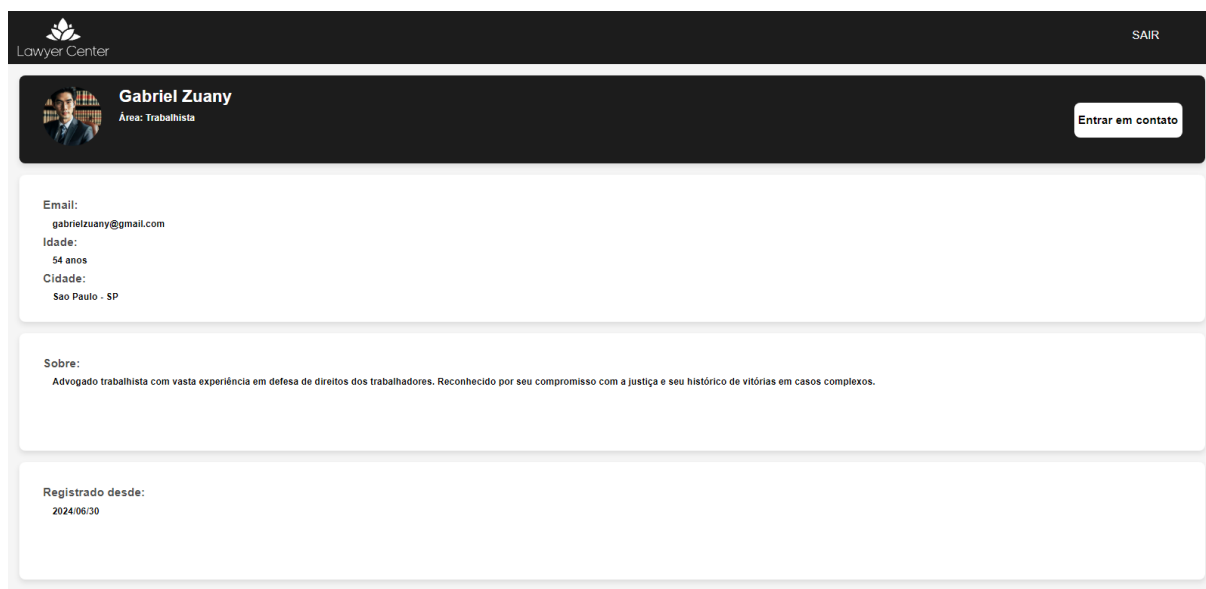 Lawyer Center
SAIR
Gabriel Zuany
Área: Trabalhista
Entrar em contato
Email:
gabrielzuany@gmail.com
Idade:
54 anos
Cidade:
Sao Paulo - SP
Sobre:
Advogado trabalhista com vasta experiência em defesa de direitos dos trabalhadores. Reconhecido por seu compromisso com a justiça e seu histórico de vitórias em casos complexos.
Registrado desde:
2024/06/30